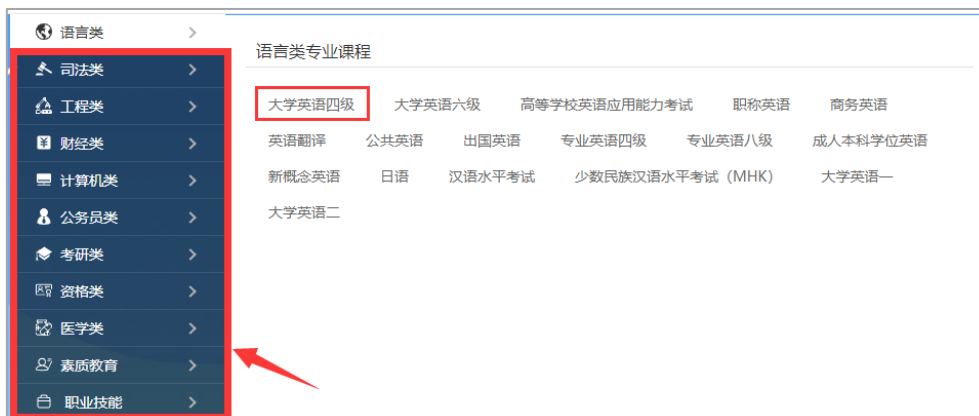 语言类
司法类
工程类
财经类
计算机类
公务员类
考研类
资格类
医学类
素质教育
职业技能
语言类专业课程
大学英语四级 大学英语六级 高等学校英语应用能力考试 职称英语 商务英语
英语翻译 公共英语 出国英语 专业英语四级 专业英语八级 成人本科学位英语
新概念英语 日语 汉语水平考试 少数民族汉语水平考试（MHK） 大学英语一
大学英语二